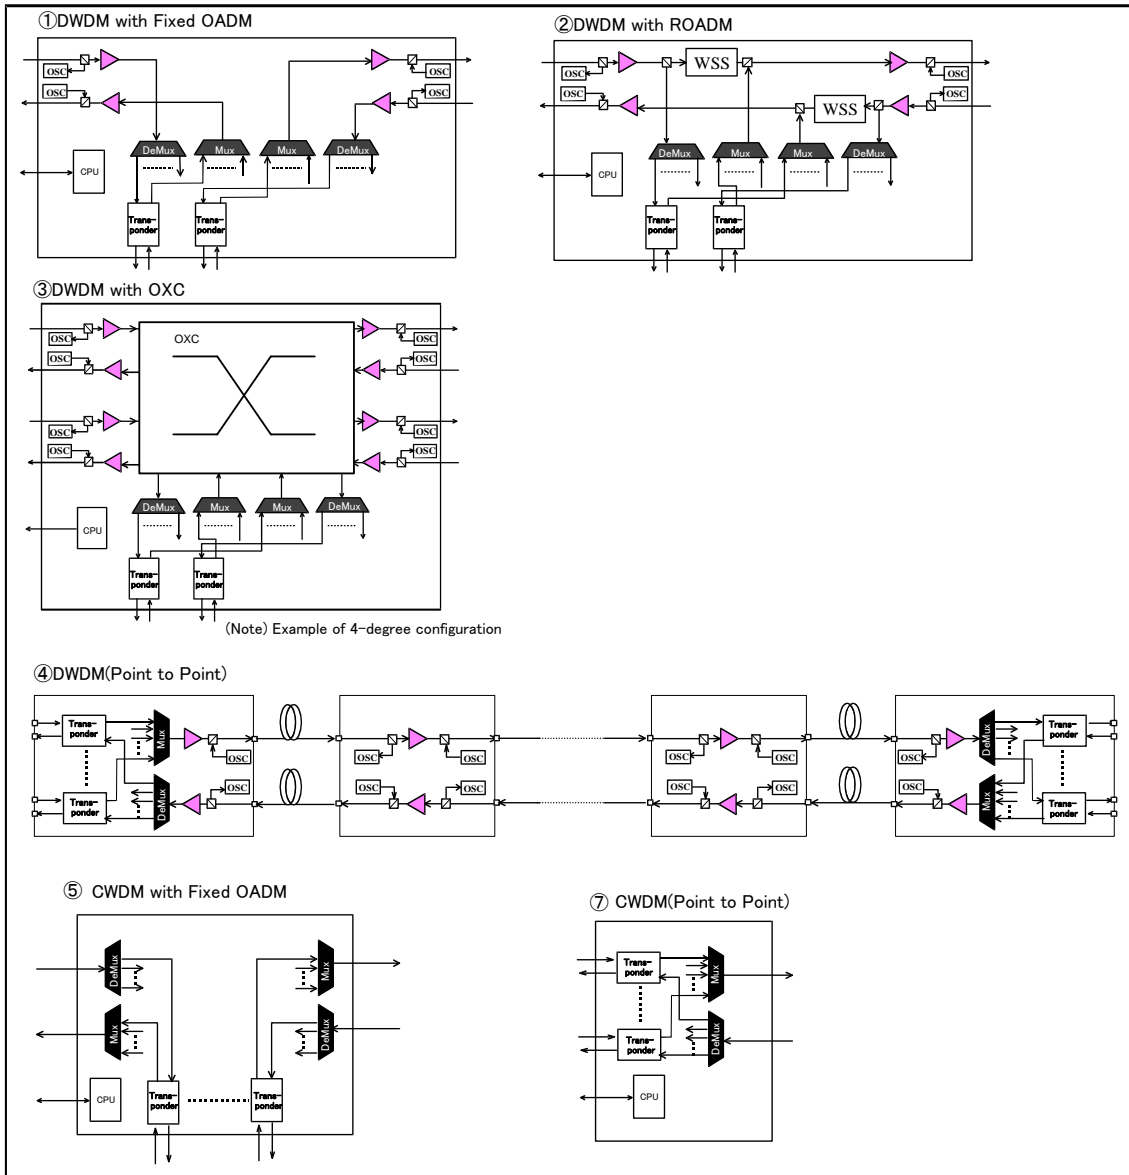 ①DWDM with Fixed OADM
OSC
OSC
OSC
OSC
DeMux
Mux
Mux
DeMux
CPU
Trans-
ponder
Trans-
ponder
②DWDM with ROADM
OSC
WSS
OSC
OSC
WSS
OSC
DeMux
Mux
Mux
DeMux
CPU
Trans-
ponder
Trans-
ponder
③DWDM with OXC
OXC
OSC
OSC
OSC
OSC
OSC
OSC
OSC
OSC
DeMux
Mux
Mux
DeMux
CPU
Trans-
ponder
Trans-
ponder
(Note) Example of 4-degree configuration
④DWDM(Point to Point)
Trans-
ponder
Mux
OSC
Trans-
ponder
DeMux
OSC
OSC
OSC
OSC
OSC
OSC
OSC
OSC
OSC
OSC
DeMux
Trans-
ponder
OSC
Mux
Trans-
ponder
⑤ CWDM with Fixed OADM
DeMux
Mux
Mux
DeMux
CPU
Trans-
ponder
Trans-
ponder
⑦ CWDM(Point to Point)
Trans-
ponder
Mux
Trans-
ponder
DeMux
CPU